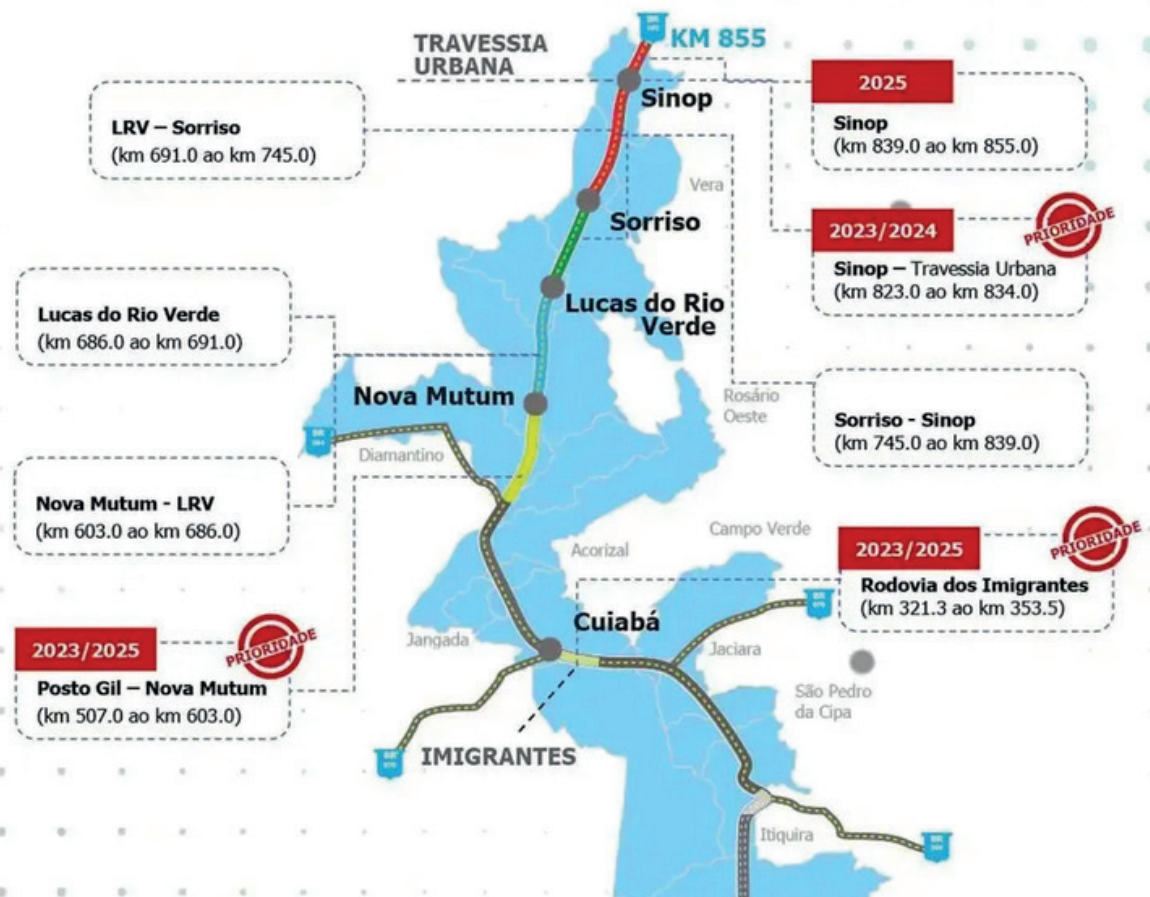 KM 855
TRAVESSIA
URBANA
Sinop
2025
Sinop
(km 839.0 ao km 855.0)
LRV – Sorriso
(km 691.0 ao km 745.0)
Vera
Sorriso
2023/2024
PRIORIDADE
Sinop – Travessia Urbana
(km 823.0 ao km 834.0)
Lucas do Rio Verde
(km 686.0 ao km 691.0)
Lucas do Rio
Verde
Nova Mutum
Rosário
Oeste
Sorriso - Sinop
(km 745.0 ao km 839.0)
Diamantino
Nova Mutum - LRV
(km 603.0 ao km 686.0)
Campo Verde
Acorizal
2023/2025
PRIORIDADE
Rodovia dos Imigrantes
(km 321.3 ao km 353.5)
Cuiabá
Jangada
Jaciara
2023/2025
PRIORIDADE
Posto Gil – Nova Mutum
(km 507.0 ao km 603.0)
São Pedro
da Cipa
IMIGRANTES
Itiquira